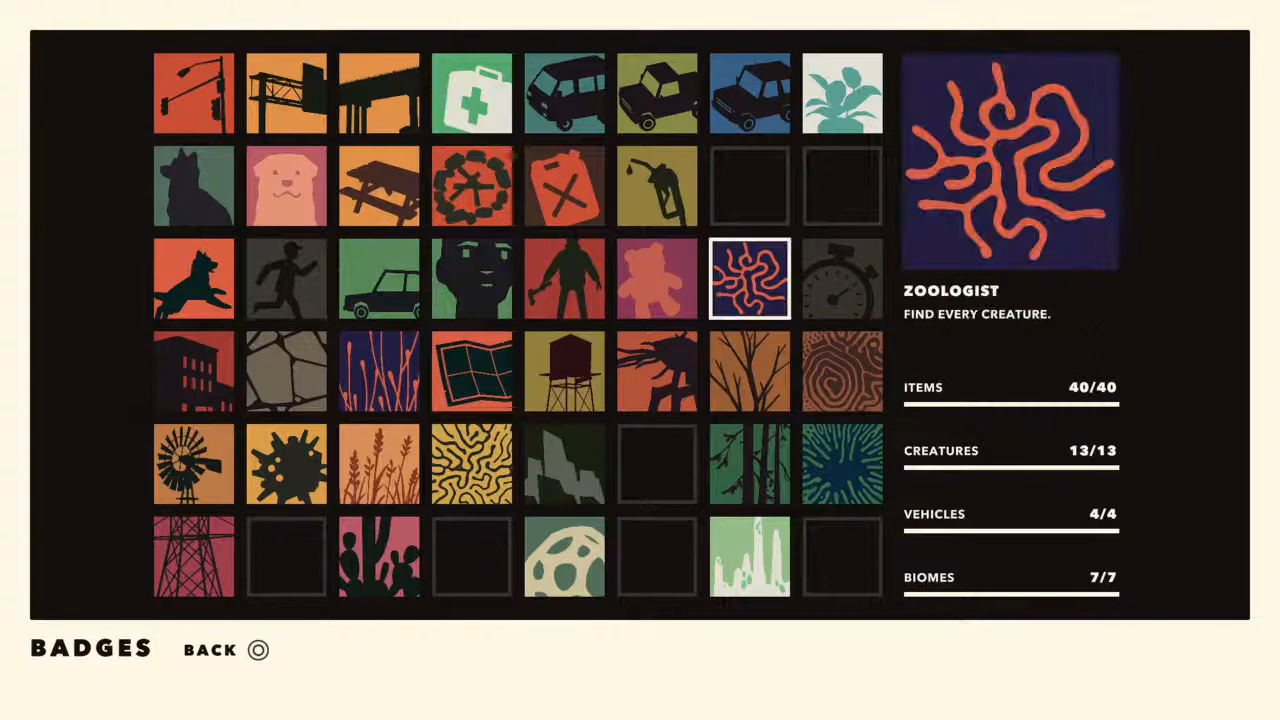 ZOOLOGIST
FIND EVERY CREATURE.
ITEMS 40/40
CREATURES 13/13
VEHICLES 4/4
BIOMES 7/7
BADGES BACK